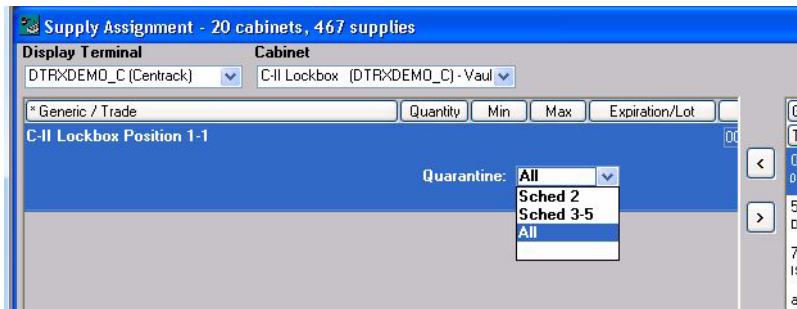 Supply Assignment - 20 cabinets, 467 supplies
Display Terminal Cabinet
DTRXDEMO_C (Centrack) C-II Lockbox (DTRXDEMO_C) - Vaul
* Generic / Trade Quantity Min Max Expiration/Lot
C-II Lockbox Position 1-1
< 
Quarantine: All
Sched 2
Sched 3-5
All
>